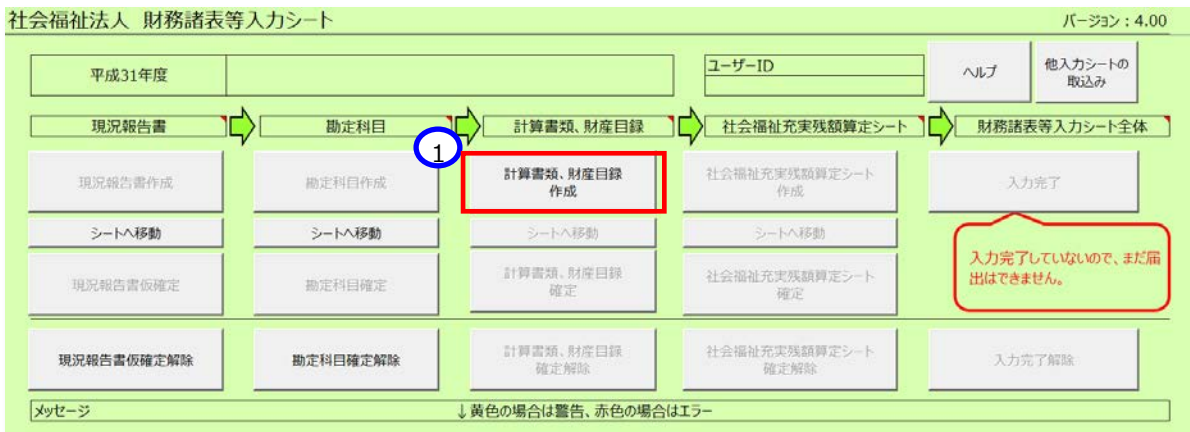 社会福祉法人 財務諸表等入力シート
バージョン：4.00
平成31年度
ユーザーID
ヘルプ
他入力シートの
取込み
現況報告書
勘定科目
計算書類、財産目録
社会福祉充実残額算定シート
財務諸表等入力シート全体
1
現況報告書作成
勘定科目作成
計算書類、財産目録
作成
社会福祉充実残額算定シート
作成
入力完了
シートへ移動
シートへ移動
シートへ移動
シートへ移動
入力完了していないので、まだ届
出はできません。
現況報告書仮確定
勘定科目確定
計算書類、財産目録
確定
社会福祉充実残額算定シート
確定
現況報告書仮確定解除
勘定科目確定解除
計算書類、財産目録
確定解除
社会福祉充実残額算定シート
確定解除
入力完了解除
メッセージ
↓黄色の場合は警告、赤色の場合はエラー